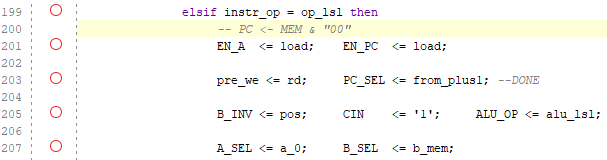 199 elsif instr_op = op_lsl then
200 -- PC <- MEM & "00"
201 EN_A <= load; EN_PC <= load;
202
203 pre_we <= rd; PC_SEL <= from_plus1; --DONE
204
205 B_INV <= pos; CIN <= '1'; ALU_OP <= alu_lsl;
206
207 A_SEL <= a_0; B_SEL <= b_mem;